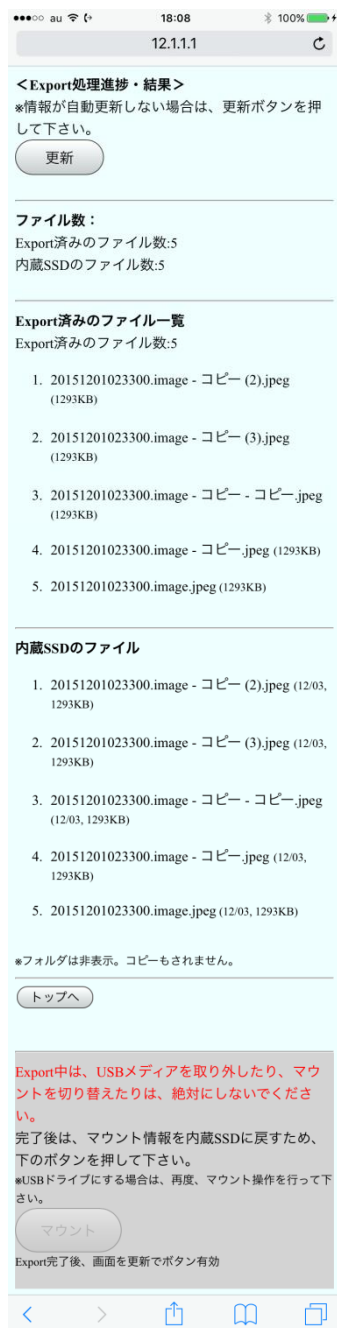 au 18:08 100%
12.1.1.1
＜Export処理進捗・結果＞
※情報が自動更新しない場合は、更新ボタンを押
して下さい。
更新
ファイル数：
Export済みのファイル数:5
内蔵SSDのファイル数:5
Export済みのファイル一覧
Export済みのファイル数:5
1. 20151201023300.image - コピー (2).jpeg
(1293KB)
2. 20151201023300.image - コピー (3).jpeg
(1293KB)
3. 20151201023300.image - コピー - コピー.jpeg
(1293KB)
4. 20151201023300.image - コピー.jpeg (1293KB)
5. 20151201023300.image.jpeg (1293KB)
内蔵SSDのファイル
1. 20151201023300.image - コピー (2).jpeg (12/03,
1293KB)
2. 20151201023300.image - コピー (3).jpeg (12/03,
1293KB)
3. 20151201023300.image - コピー - コピー.jpeg
(12/03, 1293KB)
4. 20151201023300.image - コピー.jpeg (12/03,
1293KB)
5. 20151201023300.image.jpeg (12/03, 1293KB)
※フォルダは非表示。コピーもされません。
トップへ
Export中は、USBメディアを取り外したり、マウ
ントを切り替えたりは、絶対にしないでくださ
い。
完了後は、マウント情報を内蔵SSDに戻すため、
下のボタンを押して下さい。
※USBドライブにする場合は、再度、マウント操作を行って下
さい。
マウント
Export完了後、画面を更新でボタン有効